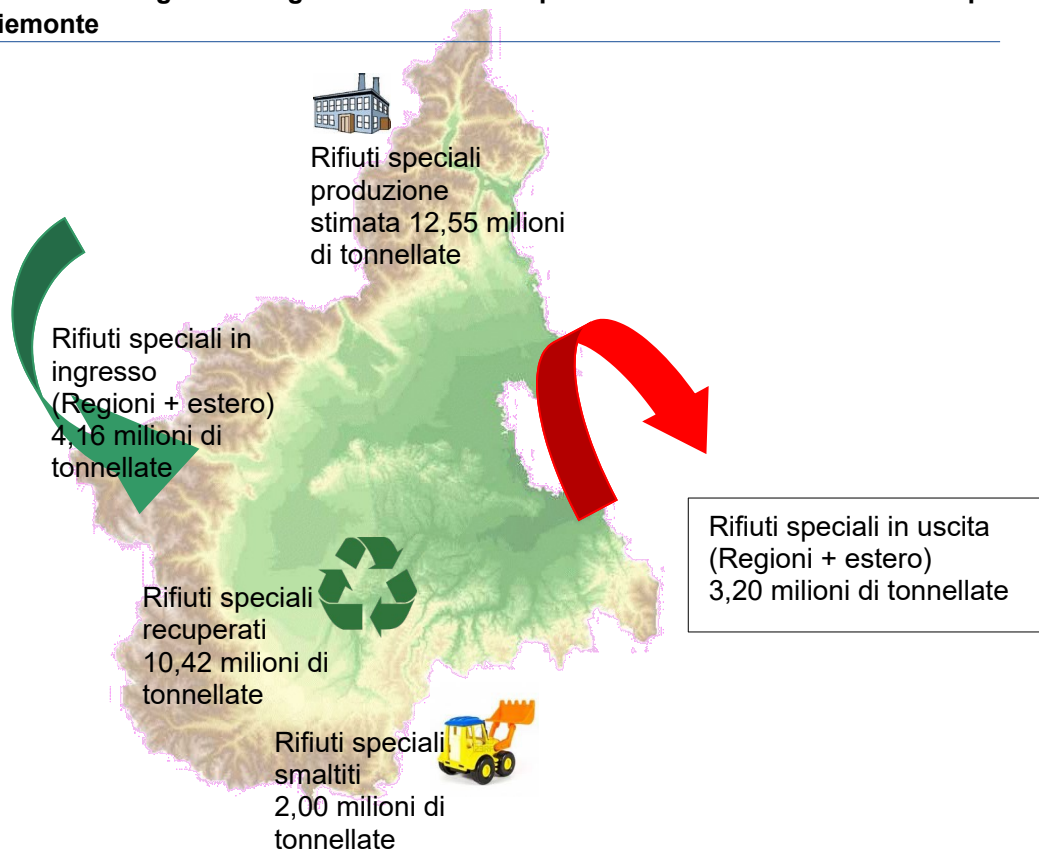 iemonte
Rifiuti speciali
produzione
stimata 12,55 milioni
di tonnellate
Rifiuti speciali in
ingresso
(Regioni + estero)
4,16 milioni di
tonnellate
Rifiuti speciali in uscita
(Regioni + estero)
3,20 milioni di tonnellate
Rifiuti speciali
recuperati
10,42 milioni di
tonnellate
Rifiuti speciali
smaltiti
2,00 milioni di
tonnellate